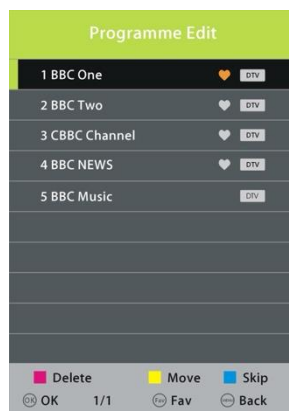 Programme Edit
1 BBC One DTV
2 BBC Two DTV
3 CBBC Channel DTV
4 BBC NEWS DTV
5 BBC Music DTV
Delete Move Skip
OK OK 1/1 Fav Fav MENU Back